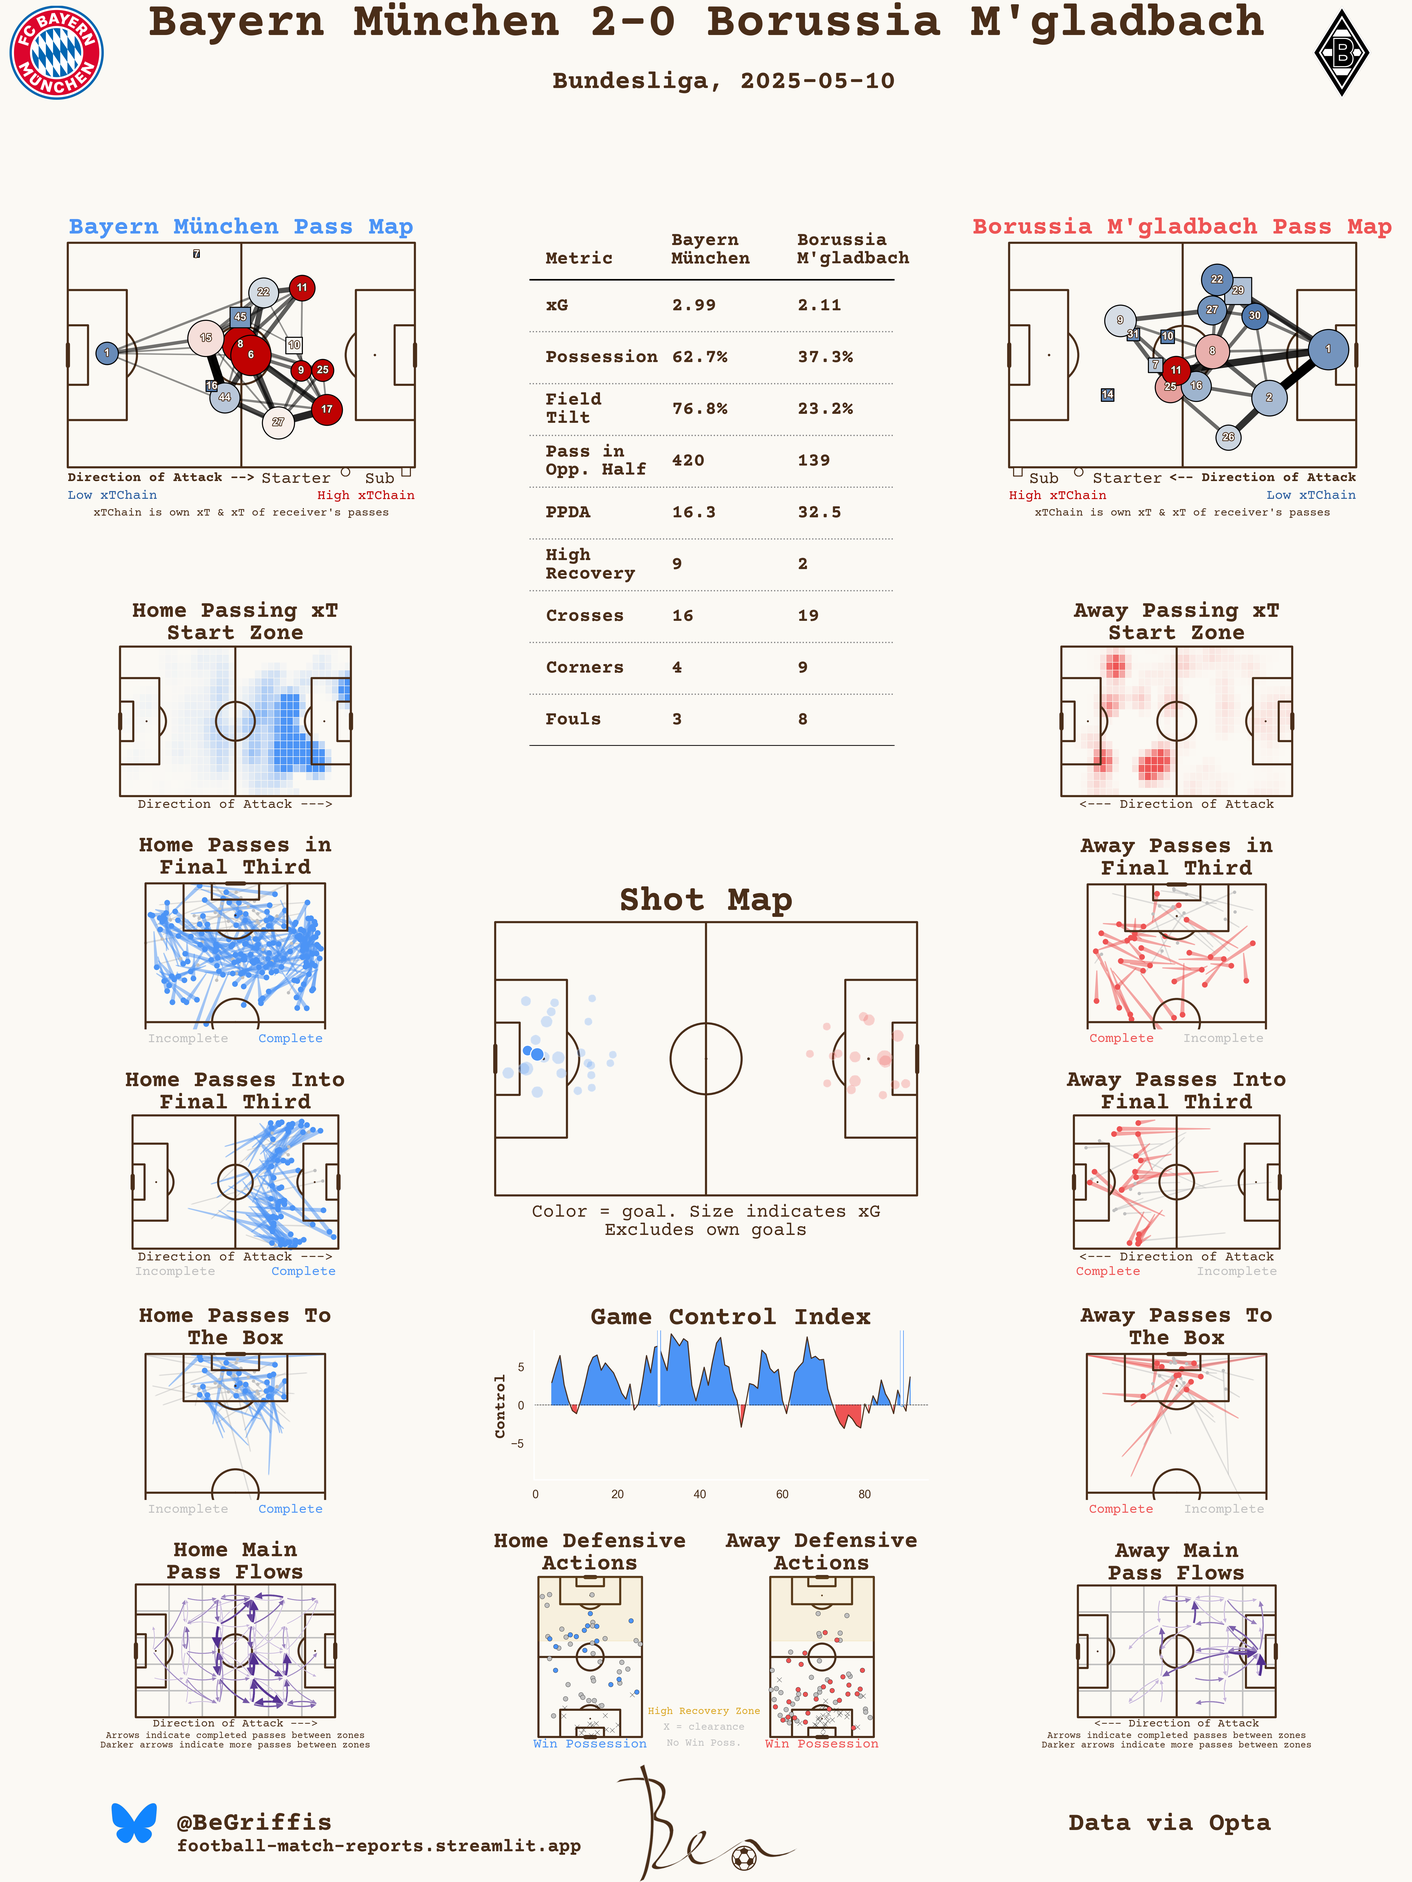 Bayern München 2-0 Borussia M'gladbach
FC BAYERN
MÜNCHEN
B
Bundesliga, 2025-05-10
Bayern München Pass Map
7
22
11
45
15
8
6
10
1
9
25
16
44
17
27
Direction of Attack --> Starter Sub
Low xTChain High xTChain
xTChain is own xT & xT of receiver's passes
Metric Bayern München Borussia M'gladbach
xG 2.99 2.11
Possession 62.7% 37.3%
Field Tilt 76.8% 23.2%
Pass in Opp. Half 420 139
PPDA 16.3 32.5
High Recovery 9 2
Crosses 16 19
Corners 4 9
Fouls 3 8
Borussia M'gladbach Pass Map
22
29
27
30
9
31
10
8
1
7
11
25
16
14
2
26
Sub Starter <-- Direction of Attack
High xTChain Low xTChain
xTChain is own xT & xT of receiver's passes
Home Passing xT
Start Zone
Direction of Attack --->
Away Passing xT
Start Zone
<--- Direction of Attack
Home Passes in
Final Third
Incomplete Complete
Away Passes in
Final Third
Complete Incomplete
Shot Map
Color = goal. Size indicates xG
Excludes own goals
Home Passes Into
Final Third
Direction of Attack --->
Incomplete Complete
Away Passes Into
Final Third
<--- Direction of Attack
Complete Incomplete
Home Passes To
The Box
Incomplete Complete
Game Control Index
Control
5
0
−5
0 20 40 60 80
Away Passes To
The Box
Complete Incomplete
Home Main
Pass Flows
Direction of Attack --->
Arrows indicate completed passes between zones
Darker arrows indicate more passes between zones
Home Defensive
Actions
Win Possession
High Recovery Zone
X = clearance
No Win Poss.
Away Defensive
Actions
Win Possession
Away Main
Pass Flows
<--- Direction of Attack
Arrows indicate completed passes between zones
Darker arrows indicate more passes between zones
@BeGriffis
football-match-reports.streamlit.app
Ben
Data via Opta